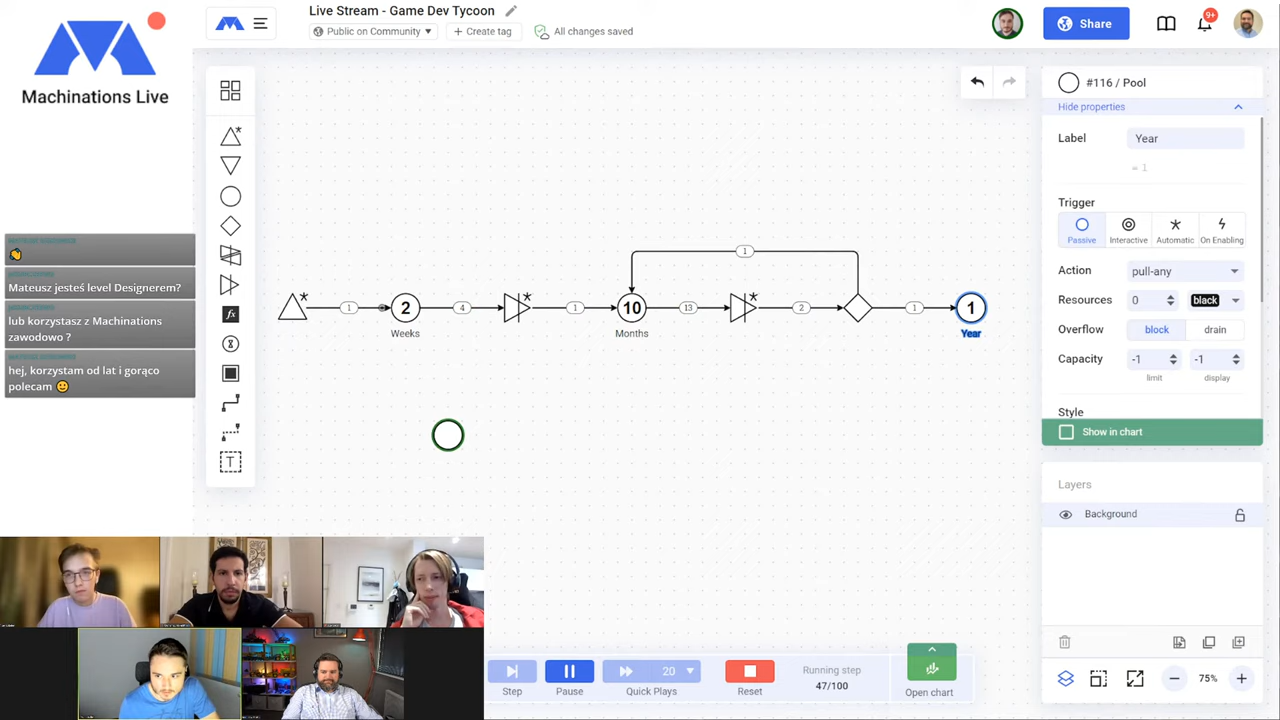 Machinations Live
Live Stream - Game Dev Tycoon
Public on Community
+ Create tag
All changes saved
Share
9+
#116 / Pool
Hide properties
Label
Year
= 1
Trigger
Passive
Interactive
Automatic
On Enabling
Action
pull-any
Resources
0
black
Overflow
block
drain
Capacity
-1
-1
limit
display
Style
Show in chart
Layers
Background
75%
1
2
4
1
10
13
2
1
1
1
Weeks
Months
Year
fx
T
Mateusz jesteś level Designerem?
lub korzystasz z Machinations
zawodowo ?
hej, korzystam od lat i gorąco
polecam
Step
Pause
20
Quick Plays
Reset
Running step
47/100
Open chart